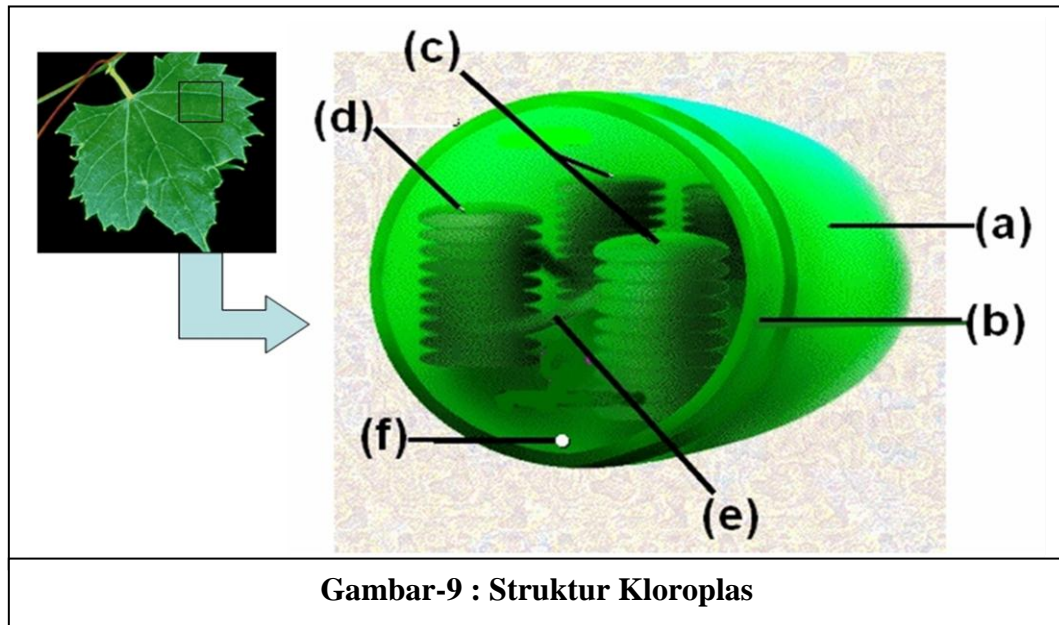 (c)
(d)
(a)
(b)
(f)
(e)
Gambar-9 : Struktur Kloroplas